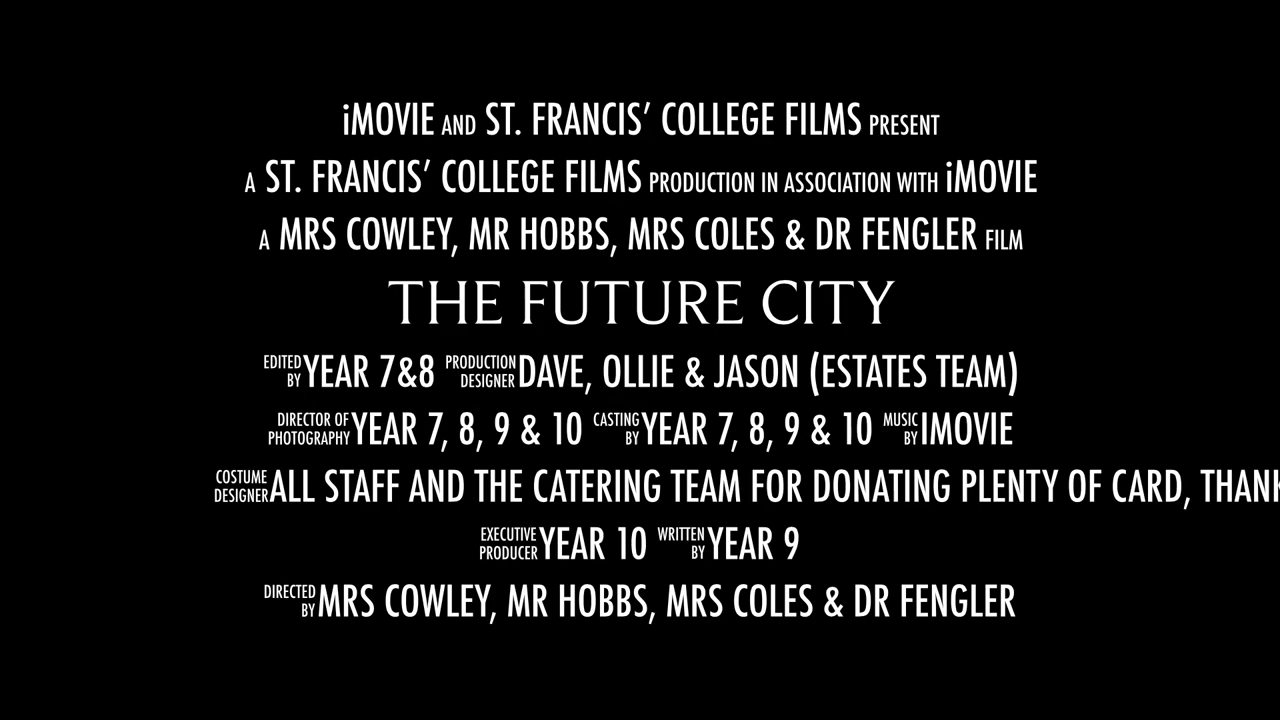 iMOVIE AND ST. FRANCIS’ COLLEGE FILMS PRESENT
A ST. FRANCIS’ COLLEGE FILMS PRODUCTION IN ASSOCIATION WITH iMOVIE
A MRS COWLEY, MR HOBBS, MRS COLES & DR FENGLER FILM
THE FUTURE CITY
EDITED BY YEAR 7&8 PRODUCTION DESIGNER DAVE, OLLIE & JASON (ESTATES TEAM)
DIRECTOR OF PHOTOGRAPHY YEAR 7, 8, 9 & 10 CASTING BY YEAR 7, 8, 9 & 10 MUSIC BY IMOVIE
COSTUME DESIGNER ALL STAFF AND THE CATERING TEAM FOR DONATING PLENTY OF CARD,
EXECUTIVE PRODUCER YEAR 10 WRITTEN BY YEAR 9
DIRECTED BY MRS COWLEY, MR HOBBS, MRS COLES & DR FENGLER